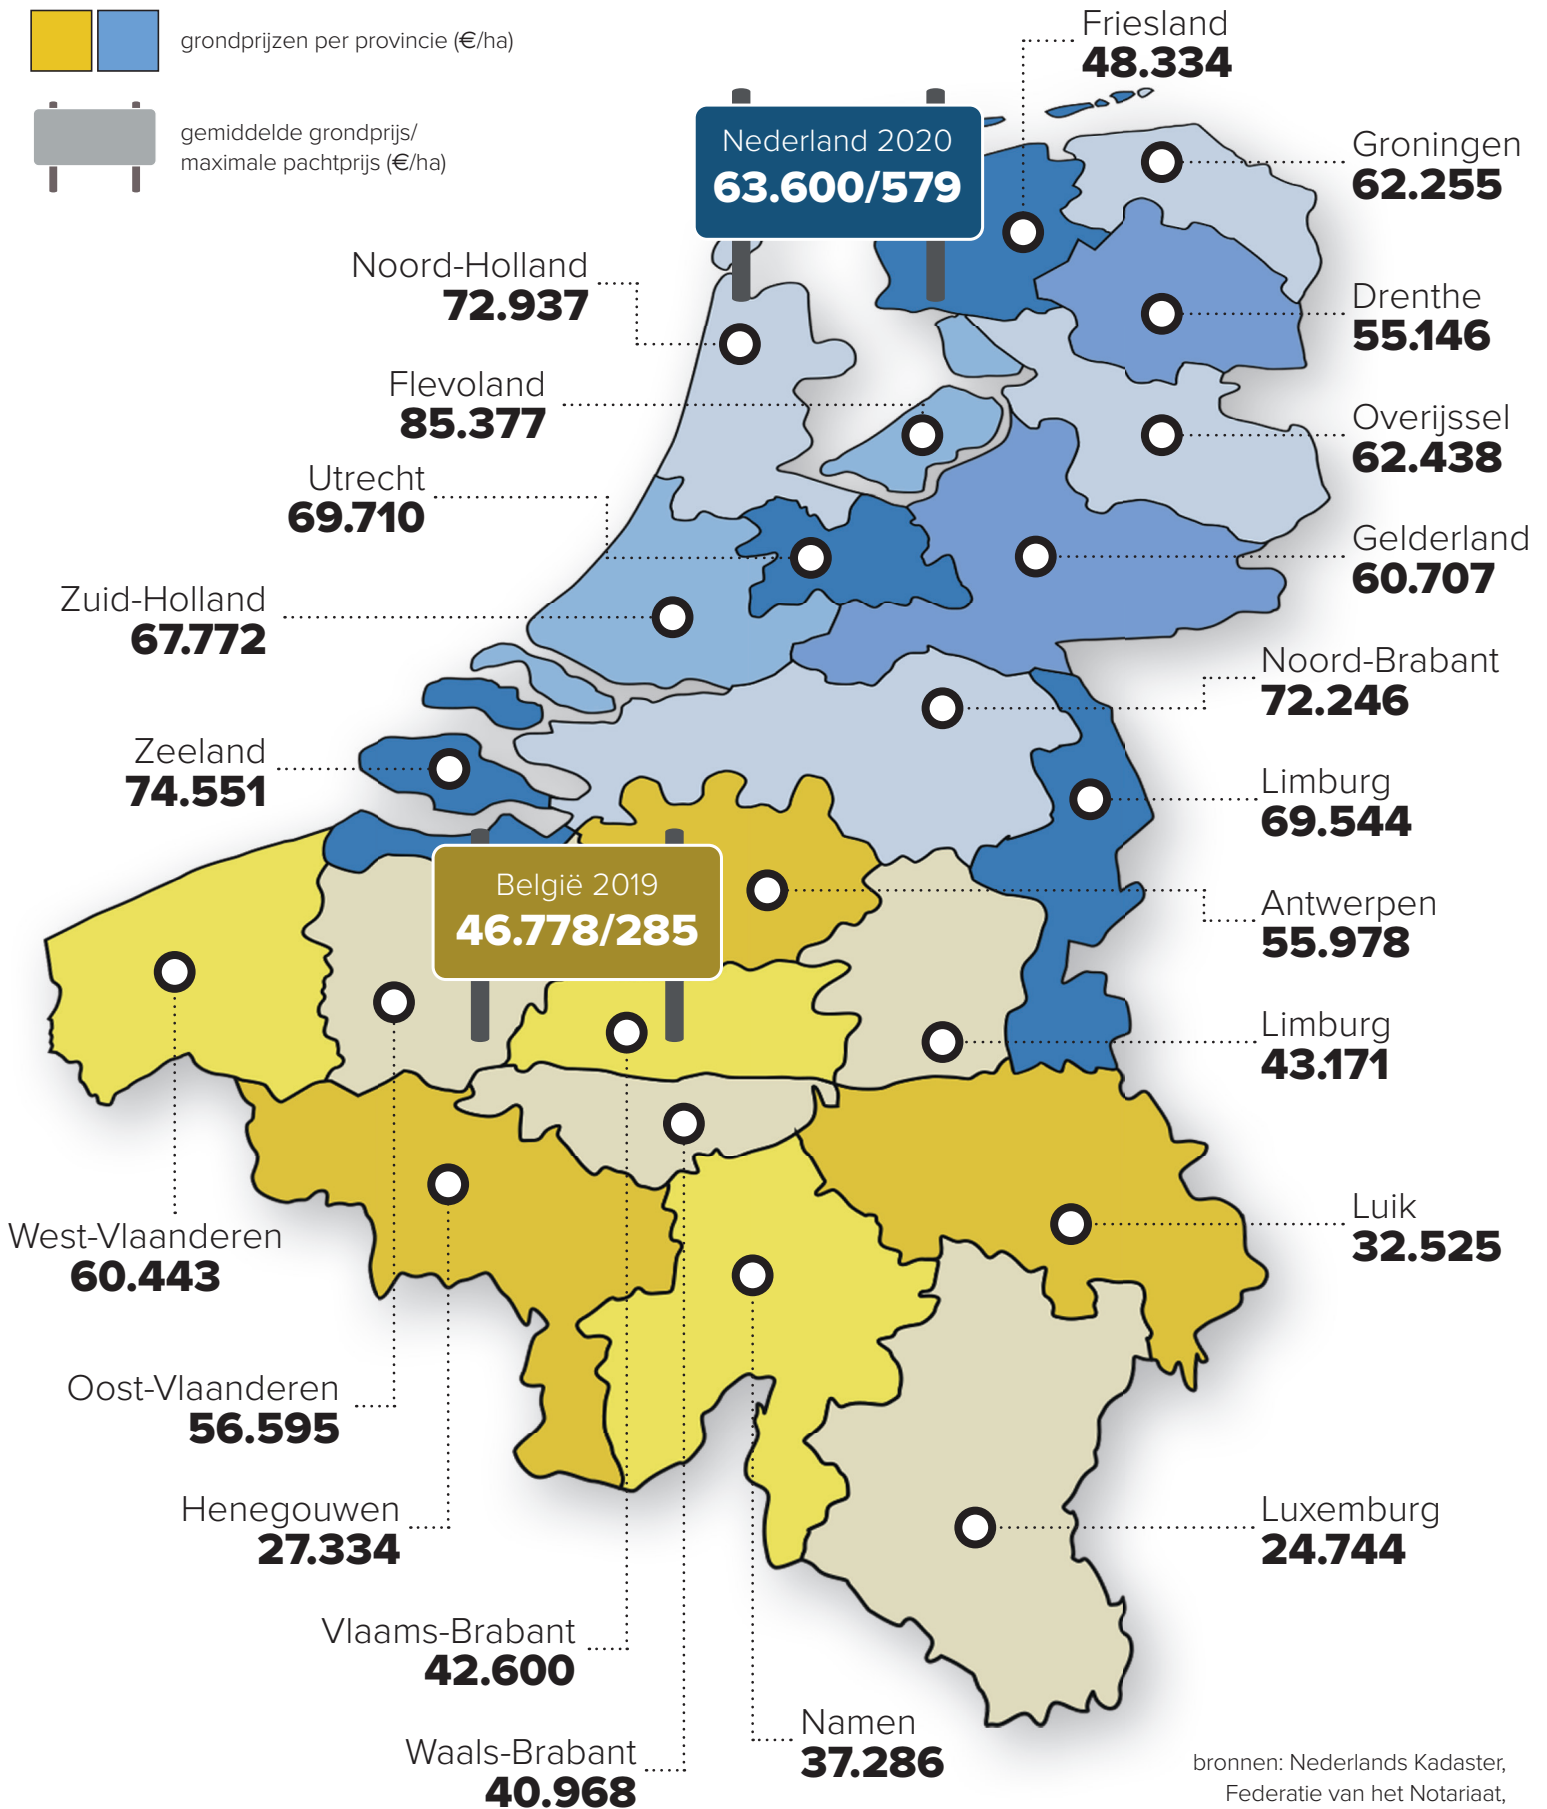 grondprijzen per provincie (€/ha)
gemiddelde grondprijs/
maximale pachtprijs (€/ha)
Friesland
48.334
Nederland 2020
63.600/579
Groningen
62.255
Noord-Holland
72.937
Drenthe
55.146
Flevoland
85.377
Overijssel
62.438
Utrecht
69.710
Gelderland
60.707
Zuid-Holland
67.772
Noord-Brabant
72.246
Zeeland
74.551
Limburg
69.544
België 2019
46.778/285
Antwerpen
55.978
Limburg
43.171
West-Vlaanderen
60.443
Luik
32.525
Oost-Vlaanderen
56.595
Henegouwen
27.334
Luxemburg
24.744
Vlaams-Brabant
42.600
Namen
37.286
Waals-Brabant
40.968
bronnen: Nederlands Kadaster,
Federatie van het Notariaat,